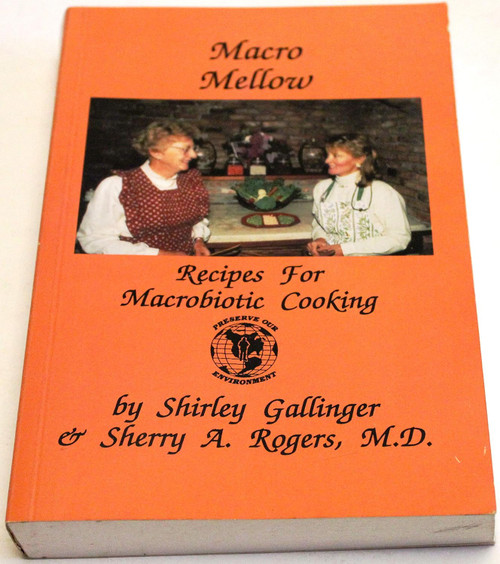 Macro
Mellow
Recipes For
Macrobiotic Cooking
PRESERVE OUR
ENVIRONMENT
by Shirley Gallinger
& Sherry A. Rogers, M.D.